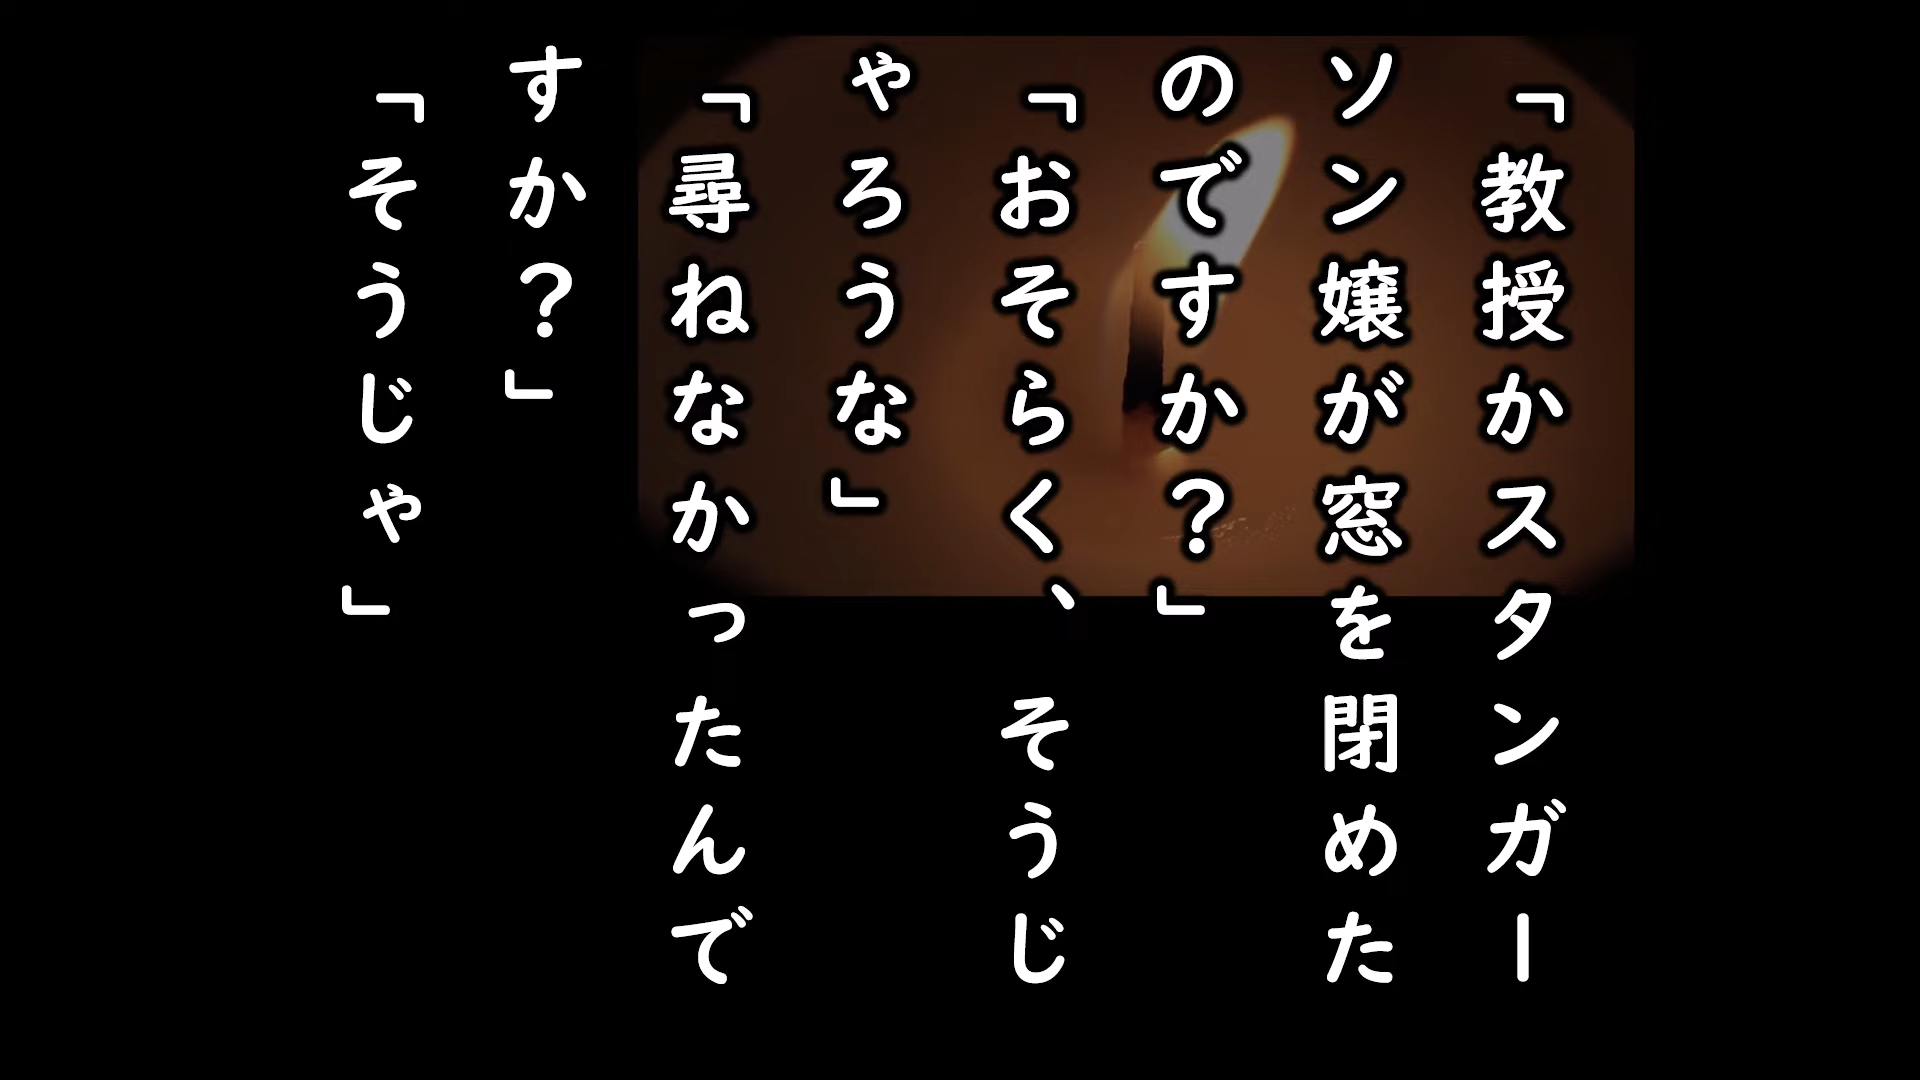 「教授かスタンガー
ソン嬢が窓を閉めた
のですか？」
「おそらく、そうじ
ゃろうな」
「尋ねなかったんで
すか？」
「そうじゃ」